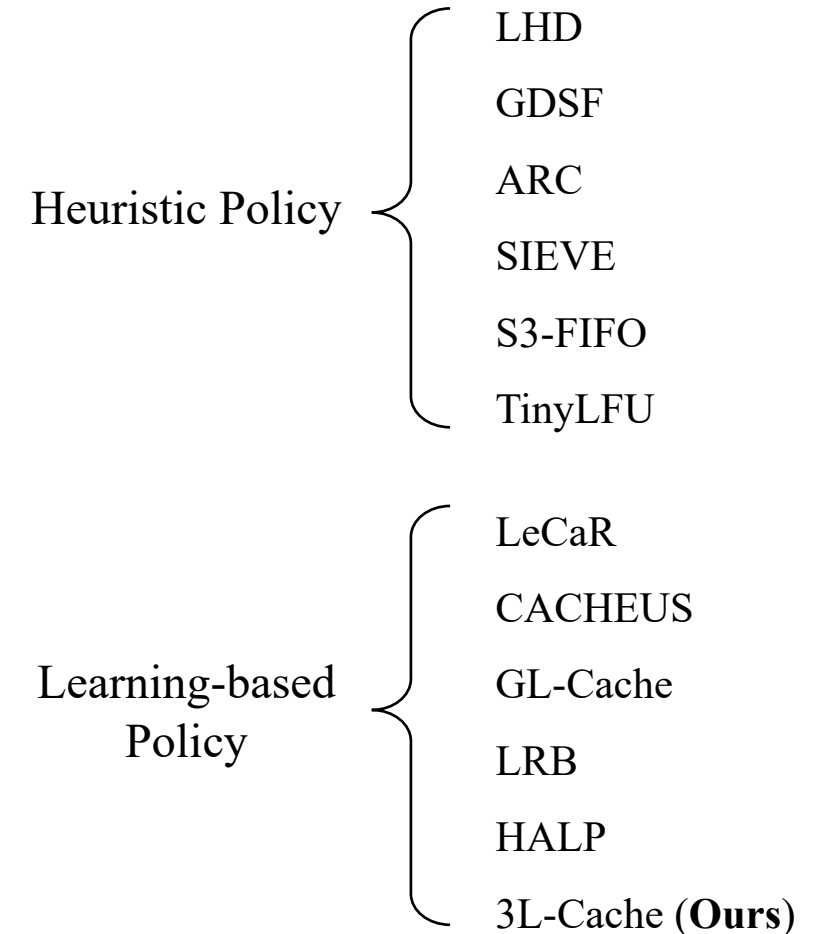 Heuristic Policy
LHD
GDSF
ARC
SIEVE
S3-FIFO
TinyLFU
Learning-based
Policy
LeCaR
CACHEUS
GL-Cache
LRB
HALP
3L-Cache (Ours)